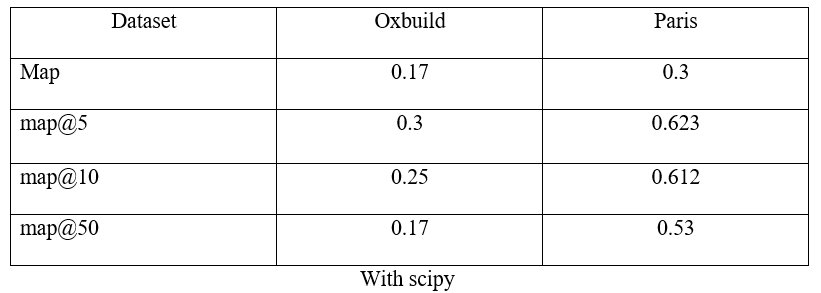 Dataset Oxbuild Paris
Map 0.17 0.3
map@5 0.3 0.623
map@10 0.25 0.612
map@50 0.17 0.53
With scipy